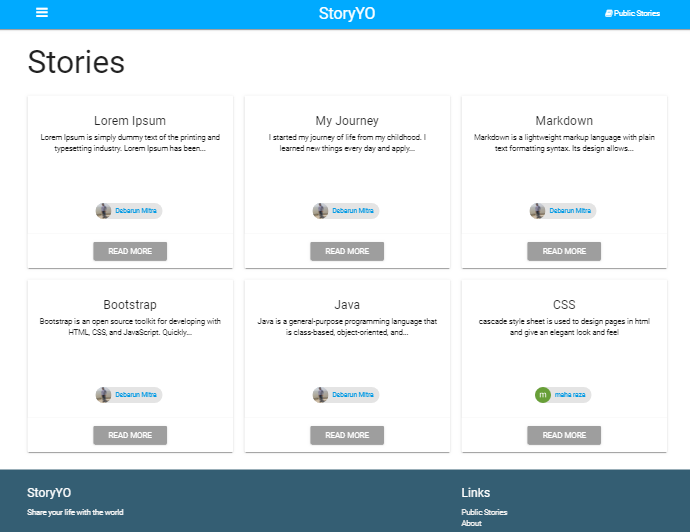 StoryYO
Public Stories
Stories
Lorem Ipsum
Lorem Ipsum is simply dummy text of the printing and
typesetting industry. Lorem Ipsum has been...
Debarun Mitra
READ MORE
My Journey
I started my journey of life from my childhood. I
learned new things every day and apply...
Debarun Mitra
READ MORE
Markdown
Markdown is a lightweight markup language with plain
text formatting syntax. Its design allows...
Debarun Mitra
READ MORE
Bootstrap
Bootstrap is an open source toolkit for developing with
HTML, CSS, and JavaScript. Quickly...
Debarun Mitra
READ MORE
Java
Java is a general-purpose programming language that
is class-based, object-oriented, and...
Debarun Mitra
READ MORE
CSS
cascade style sheet is used to design pages in html
and give an elegant look and feel
m maha raza
READ MORE
StoryYO
Share your life with the world
Links
Public Stories
About